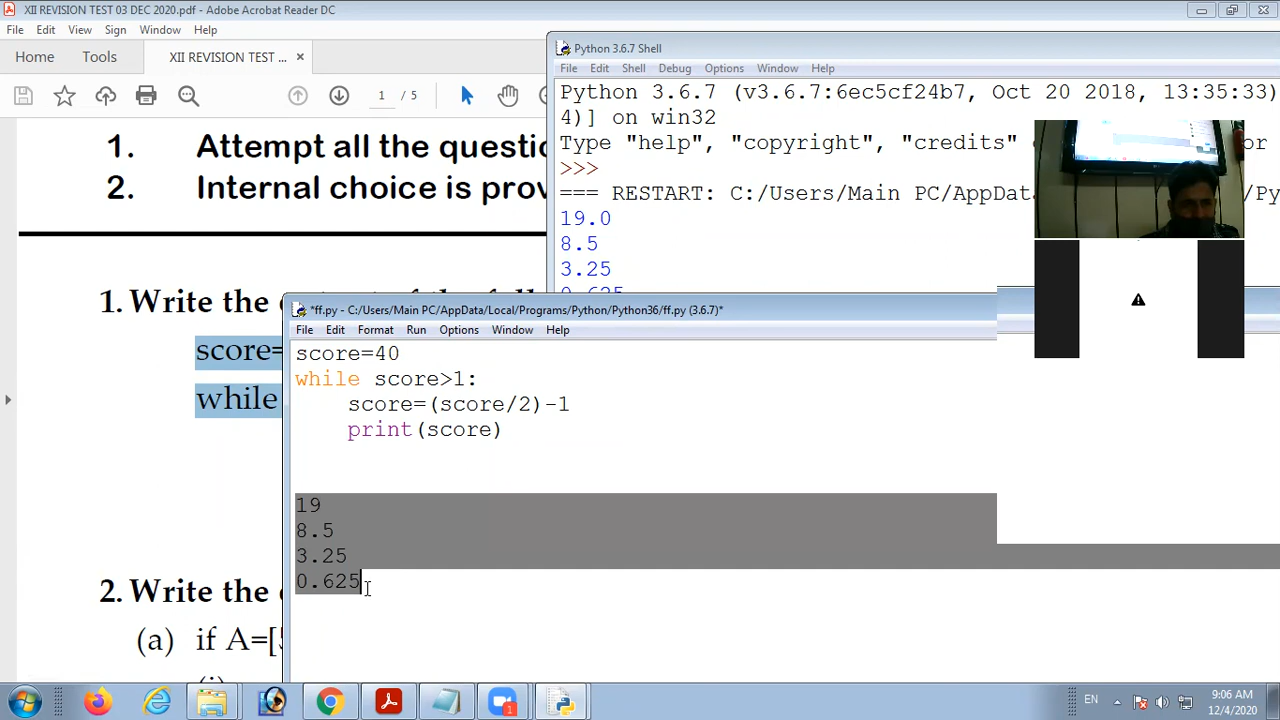 XII REVISION TEST 03 DEC 2020.pdf - Adobe Acrobat Reader DC
File Edit View Sign Window Help
Home Tools XII REVISION TEST ... ×
1 / 5
1. Attempt all the
2. Internal choice is
1. Write the
score=
while
2. Write the
(a) if A=[
Python 3.6.7 Shell
File Edit Shell Debug Options Window Help
Python 3.6.7 (v3.6.7:6ec5cf24b7, Oct 20 2018, 13:35:33)
4)] on win32
Type "help", "copyright", "credits" or
>>>
=== RESTART: C:/Users/Main PC/
19.0
8.5
3.25
0.625
*ff.py - C:/Users/Main PC/AppData/Local/Programs/Python/Python36/ff.py (3.6.7)*
File Edit Format Run Options Window Help
score=40
while score>1:
score=(score/2)-1
print(score)
19
8.5
3.25
0.625
EN
9:06 AM
12/4/2020